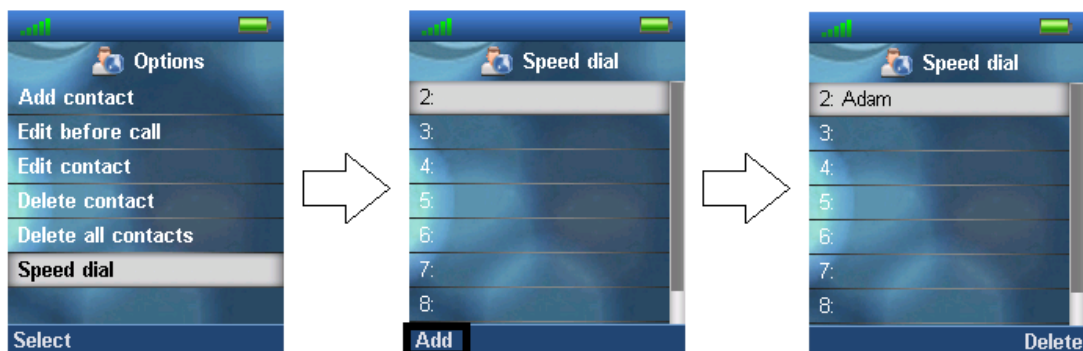 Options
Add contact
Edit before call
Edit contact
Delete contact
Delete all contacts
Speed dial
Select
Speed dial
2:
3:
4:
5:
6:
7:
8:
Add
Speed dial
2: Adam
3:
4:
5:
6:
7:
8:
Delete